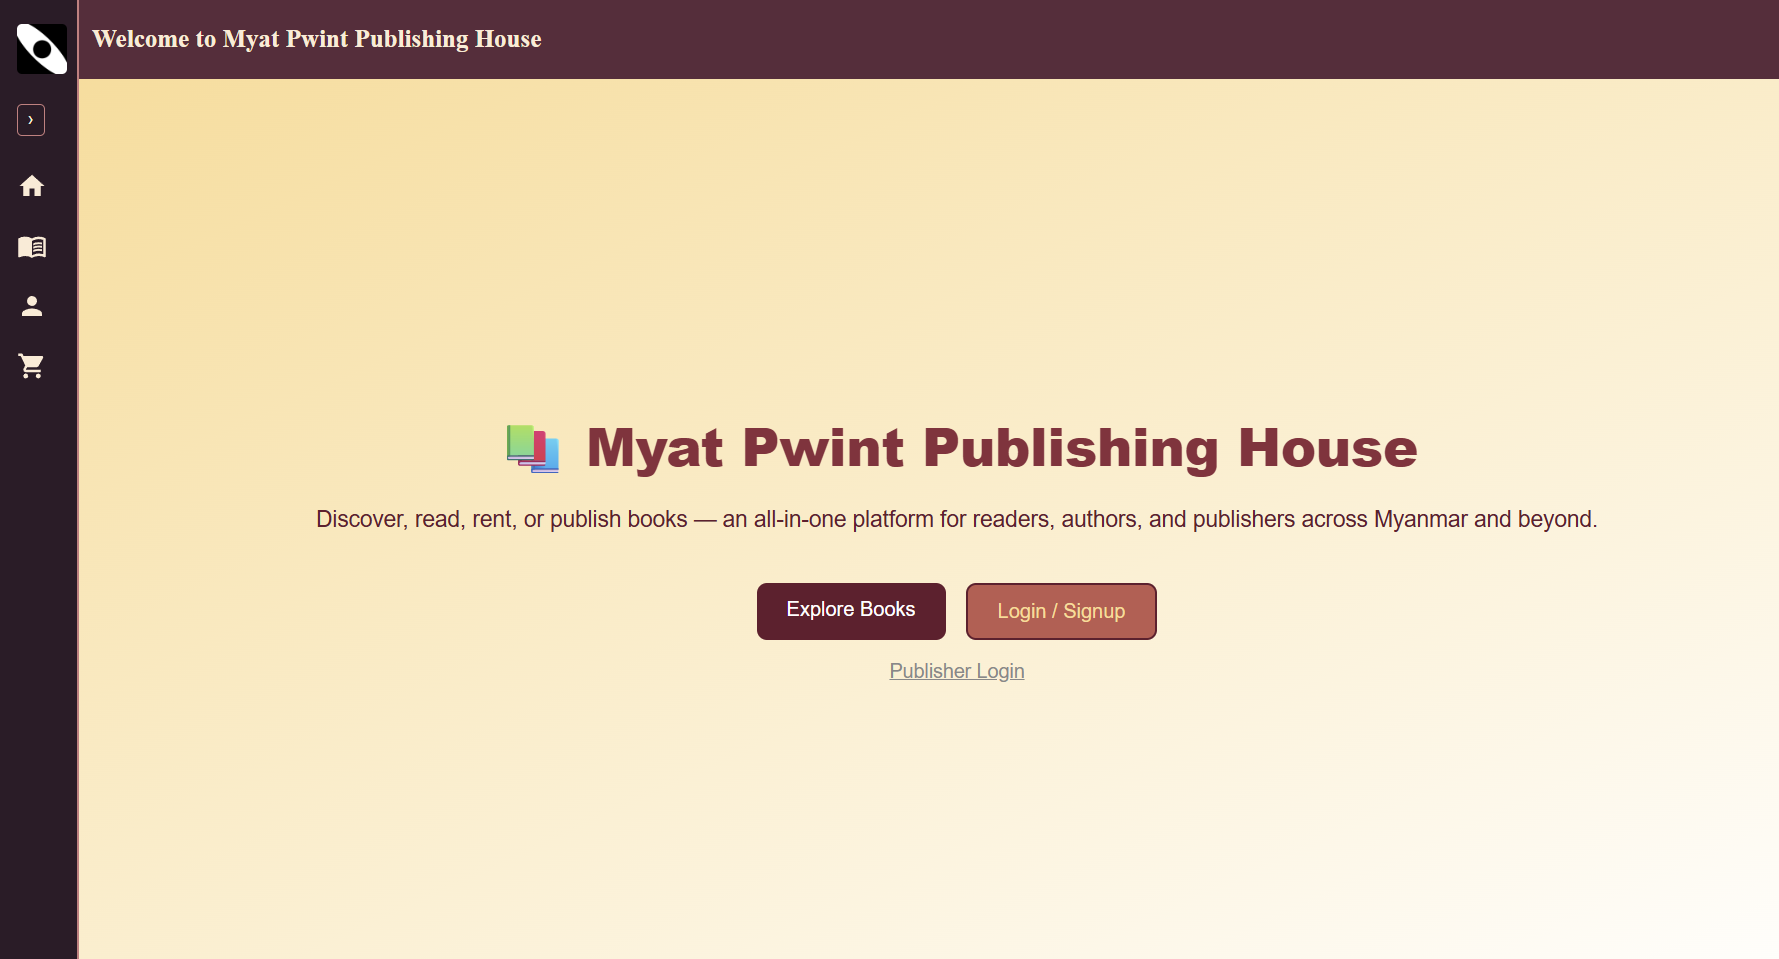 Welcome to Myat Pwint Publishing House
Myat Pwint Publishing House
Discover, read, rent, or publish books — an all-in-one platform for readers, authors, and publishers across Myanmar and beyond.
Explore Books
Login / Signup
Publisher Login